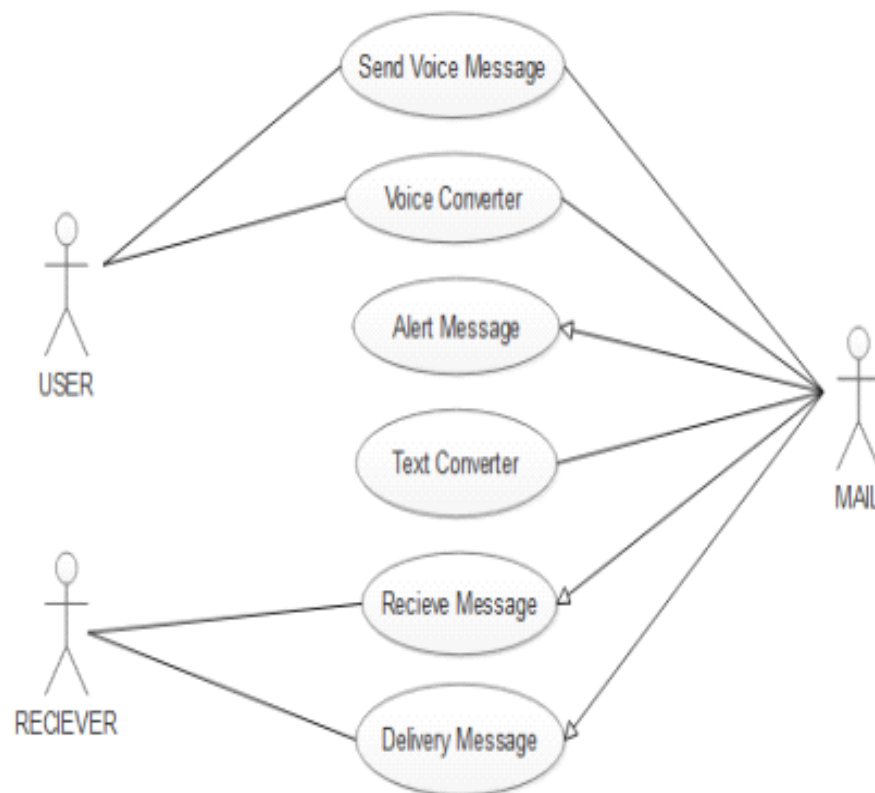 Send Voice Message
Voice Converter
Alert Message
USER
Text Converter
MAIL
Recieve Message
RECIEVER
Delivery Message